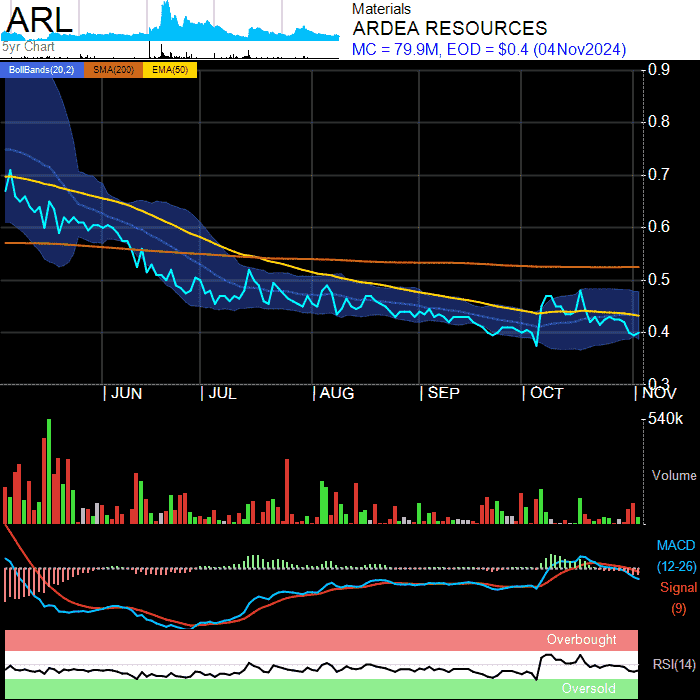 ARL
5yr Chart
Materials
ARDEA RESOURCES
MC = 79.9M, EOD = $0.4 (04Nov2024)
BollBands(20,2) SMA(200) EMA(50)
0.9
0.8
0.7
0.6
0.5
0.4
0.3
JUN JUL AUG SEP OCT NOV
540k
Volume
MACD
(12-26)
Signal
(9)
Overbought
RSI(14)
Oversold